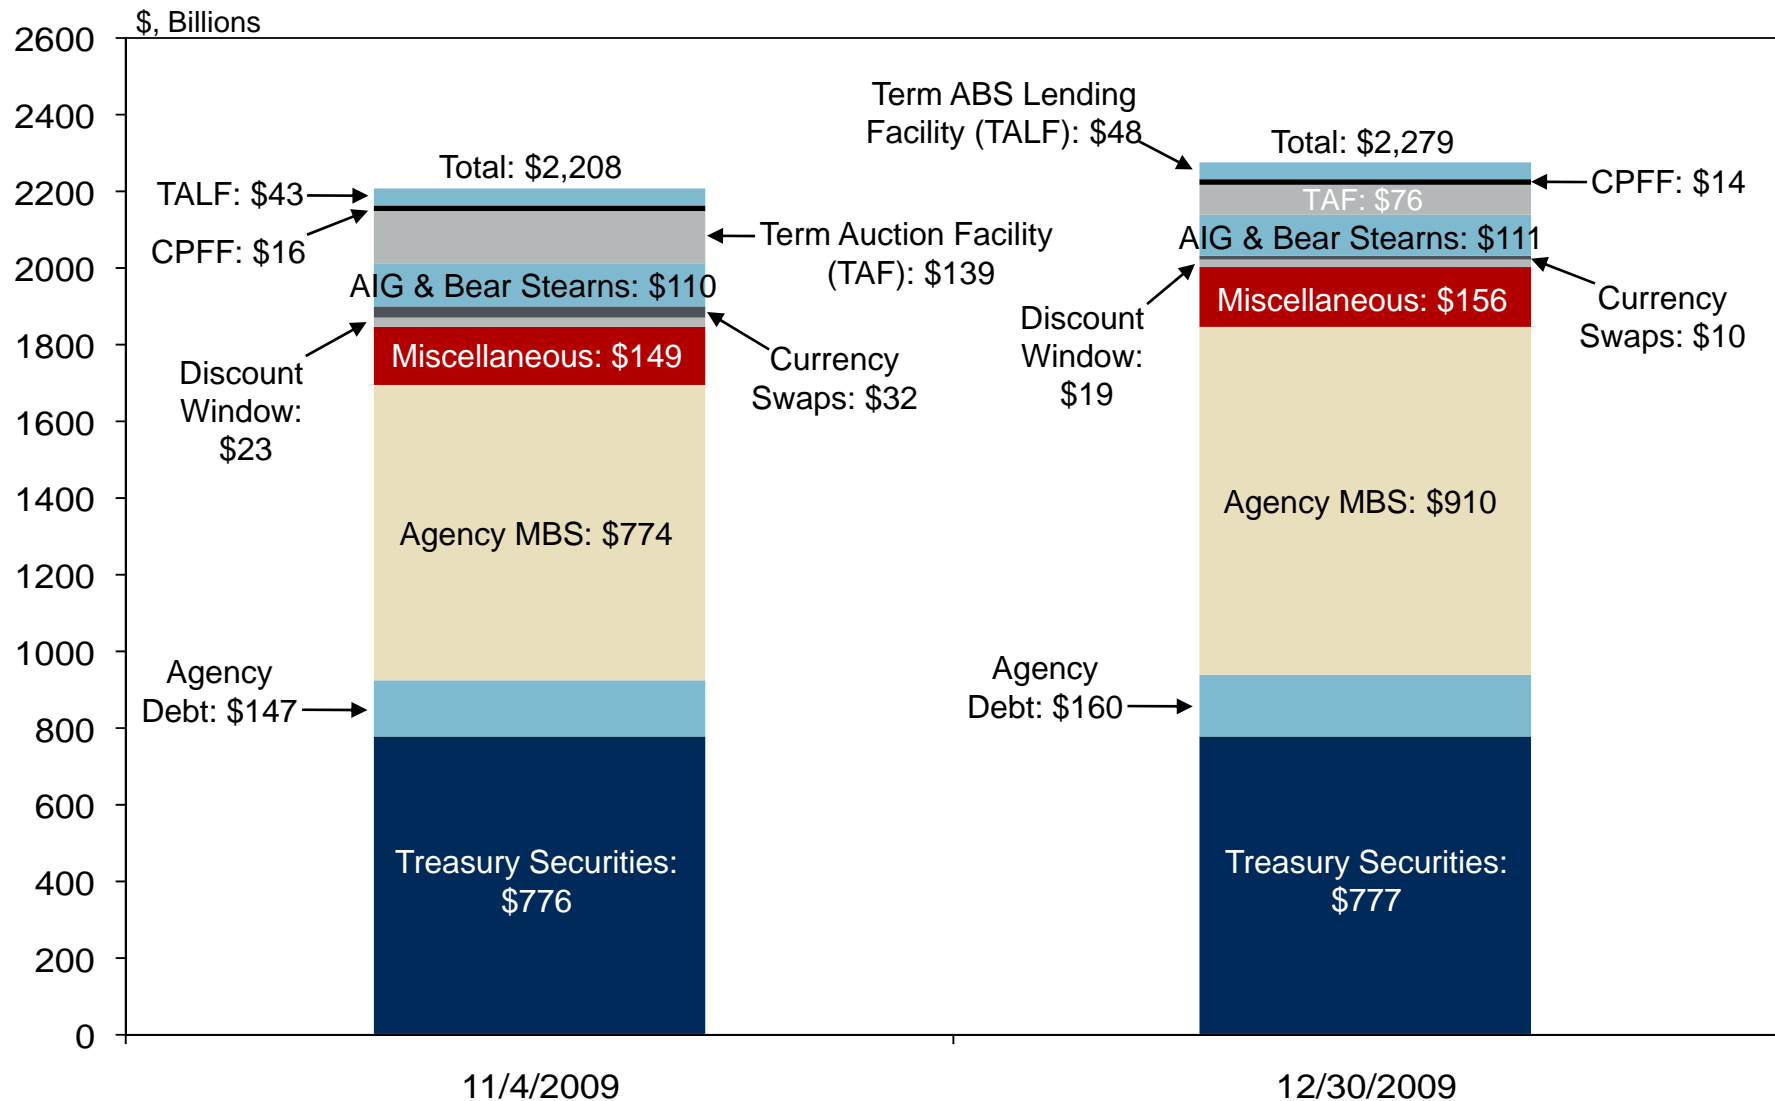 $, Billions
2600
2400
2200
2000
1800
1600
1400
1200
1000
800
600
400
200
0
Total: $2,208
TALF: $43
CPFF: $16
Term Auction Facility
(TAF): $139
AIG & Bear Stearns: $110
Discount
Window:
$23
Miscellaneous: $149
Currency
Swaps: $32
Agency MBS: $774
Agency
Debt: $147
Treasury Securities:
$776
11/4/2009
Term ABS Lending
Facility (TALF): $48
Total: $2,279
CPFF: $14
TAF: $76
AIG & Bear Stearns: $111
Discount
Window:
$19
Miscellaneous: $156
Currency
Swaps: $10
Agency MBS: $910
Agency
Debt: $160
Treasury Securities:
$777
12/30/2009